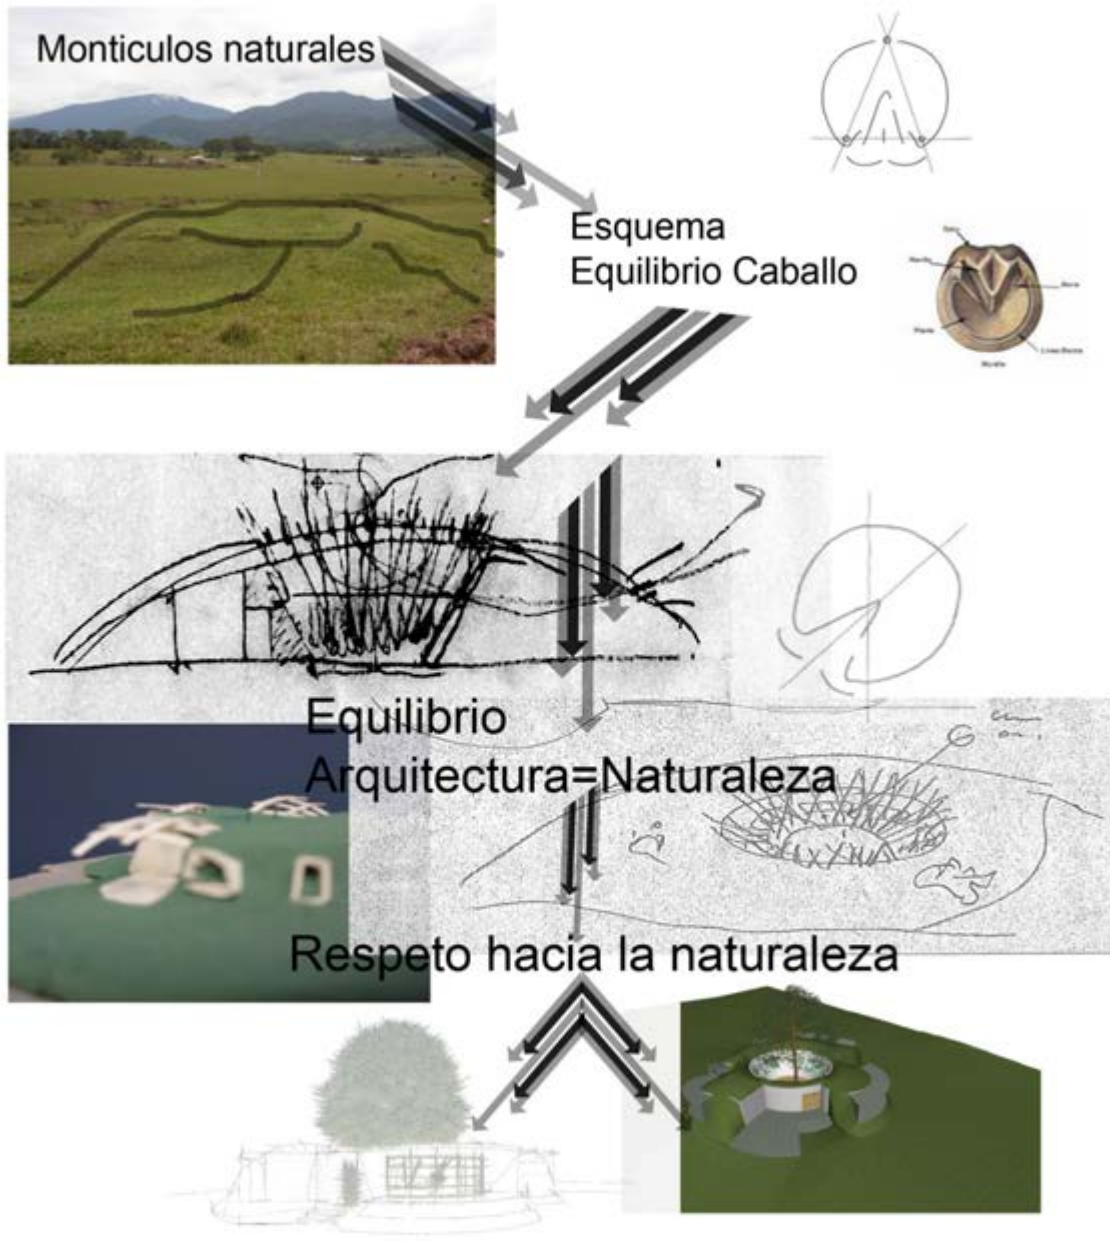 Monticulos naturales
Esquema
Equilibrio Caballo
Equilibrio
Arquitectura=Naturaleza
Respeto hacia la naturaleza